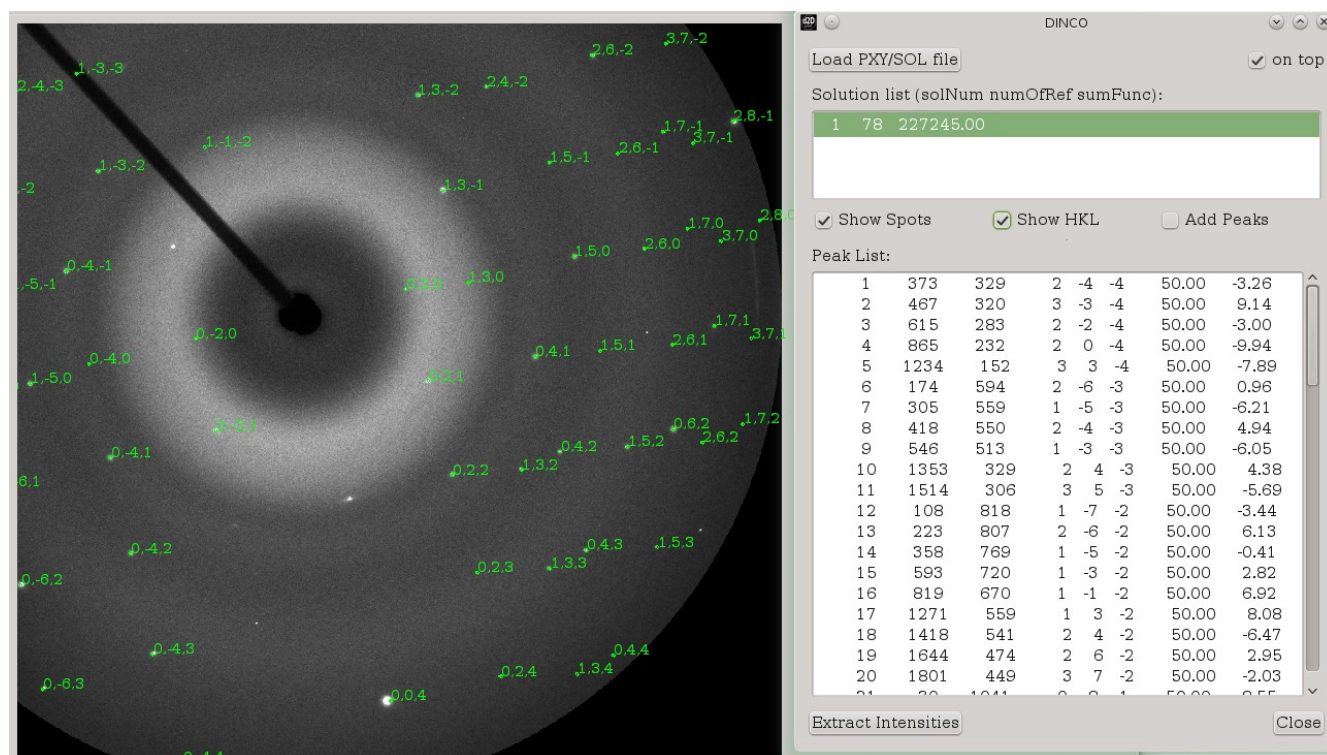 3,7,-2
2,6,-2
1,-3,-3
2,-4,-3
2,4,-2
1,3,-2
2,8,-1
1,7,-1
3,7,-1
1,-1,-2
2,6,-1
1,5,-1
1,-3,-2
-2
1,3,-1
2,8,0
1,7,0
3,7,0
2,6,0
1,5,0
0,-4,-1
1,3,0
-5,-1
1,7,1
0,-2,0
3,7,1
2,6,1
1,5,1
0,4,1
0,-4,0
1,-5,0
0,2,1
1,7,2
0,6,2
2,6,2
1,5,2
0,4,2
0,-4,1
1,3,2
0,2,2
-6,1
0,-4,2
0,4,3
1,5,3
1,3,3
0,2,3
0,-6,2
0,-4,3
0,4,4
1,3,4
0,2,4
0,-6,3
0,0,4
DINCO
Load PXY/SOL file
on top
Solution list (solNum numOfRef sumFunc):
1 78 227245.00
Show Spots Show HKL Add Peaks
Peak List:
1 373 329 2 -4 -4 50.00 -3.26
2 467 320 3 -3 -4 50.00 9.14
3 615 283 2 -2 -4 50.00 -3.00
4 865 232 2 0 -4 50.00 -9.94
5 1234 152 3 3 -4 50.00 -7.89
6 174 594 2 -6 -3 50.00 0.96
7 305 559 1 -5 -3 50.00 -6.21
8 418 550 2 -4 -3 50.00 4.94
9 546 513 1 -3 -3 50.00 -6.05
10 1353 329 2 4 -3 50.00 4.38
11 1514 306 3 5 -3 50.00 -5.69
12 108 818 1 -7 -2 50.00 -3.44
13 223 807 2 -6 -2 50.00 6.13
14 358 769 1 -5 -2 50.00 -0.41
15 593 720 1 -3 -2 50.00 2.82
16 819 670 1 -1 -2 50.00 6.92
17 1271 559 1 3 -2 50.00 8.08
18 1418 541 2 4 -2 50.00 -6.47
19 1644 474 2 6 -2 50.00 2.95
20 1801 449 3 7 -2 50.00 -2.03
Extract Intensities
Close